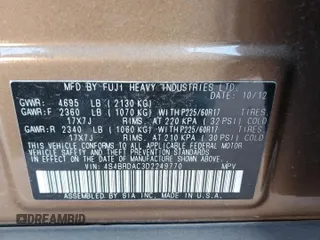 MFD BY FUJI HEAVY INDUSTRIES LTD.
DATE: 10/12
GVWR: 4695 LB (2130 KG)
GAWR:F 2360 LB (1070 KG) WITH P225/60R17 TIRES
17X7J RIMS, AT 220 KPA ( 32 PSI) COLD
GAWR:R 2340 LB (1060 KG) WITH P225/60R17 TIRES
17X7J RIMS, AT 210 KPA ( 30 PSI) COLD
THIS VEHICLE CONFORMS TO ALL APPLICABLE
FEDERAL MOTOR VEHICLE SAFETY, BUMPER, AND
THEFT PREVENTION STANDARDS IN EFFECT ON THE
DATE OF MANUFACTURE SHOWN ABOVE.
VIN: 4S4BRDAC3D2249770 MPV
MADE BY SIA INC. MADE IN U.S.A.